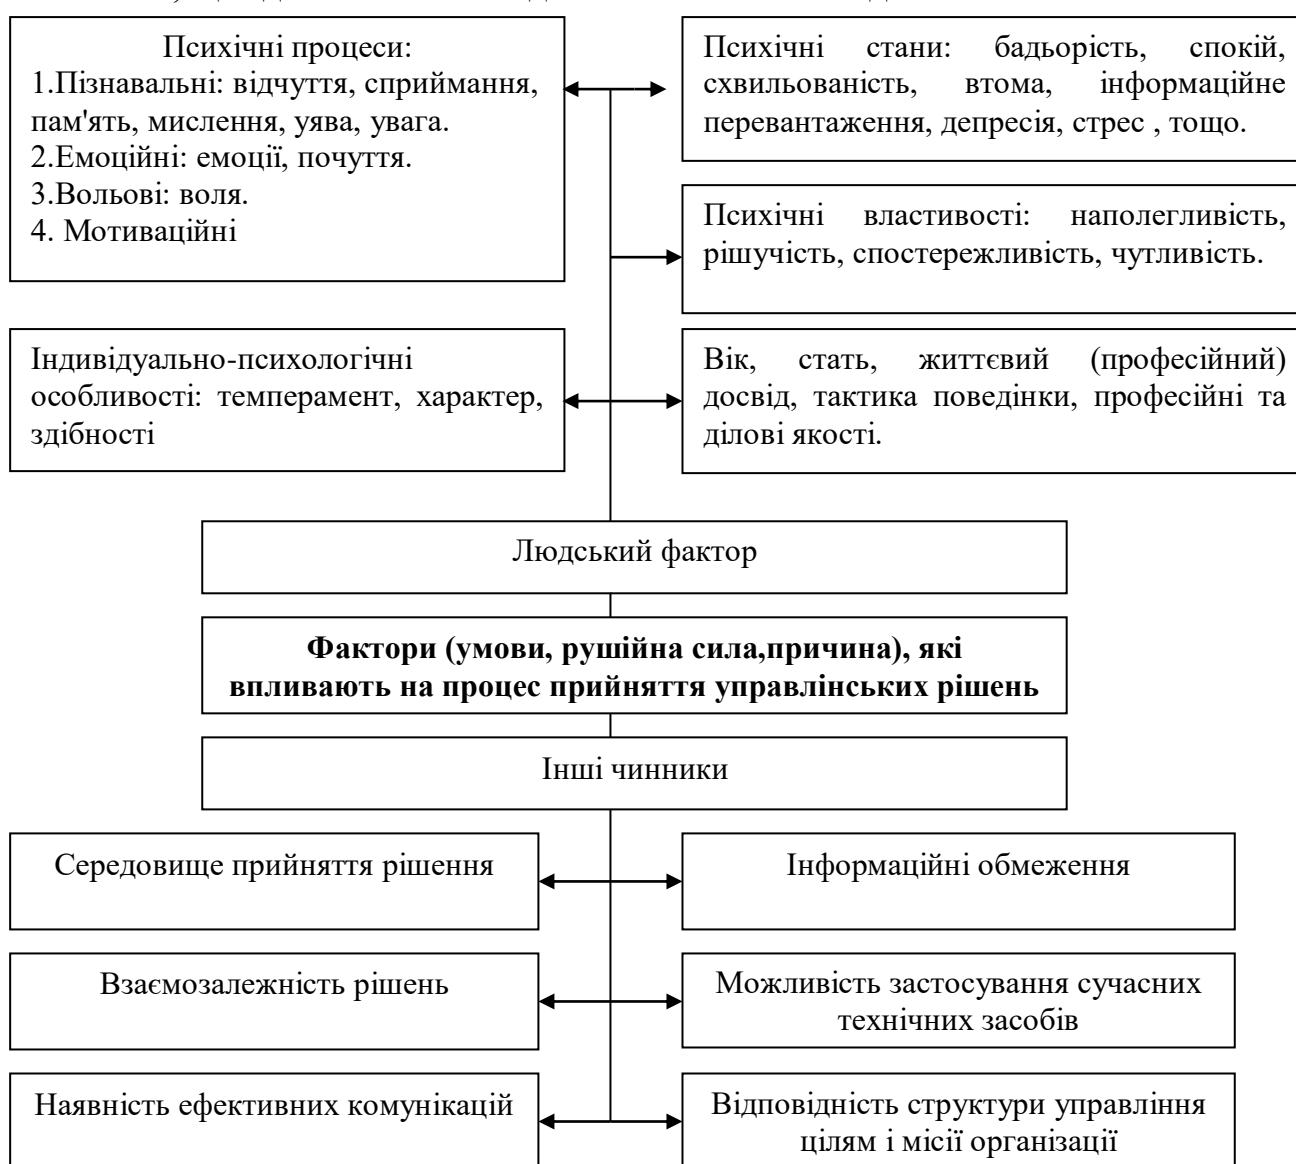 Психічні процеси:
1.Пізнавальні: відчуття, сприймання,
пам'ять, мислення, уява, увага.
2.Емоційні: емоції, почуття.
3.Вольові: воля.
4. Мотиваційні
Психічні стани: бадьорість, спокій,
схвильованість, втома, інформаційне
перевантаження, депресія, стрес , тощо.
Психічні властивості: наполегливість,
рішучість, спостережливість, чутливість.
Індивідуально-психологічні
особливості: темперамент, характер,
здібності
Вік, стать, життєвий (професійний)
досвід, тактика поведінки, професійні та
ділові якості.
Людський фактор
Фактори (умови, рушійна сила,причина), які
впливають на процес прийняття управлінських рішень
Інші чинники
Середовище прийняття рішення
Інформаційні обмеження
Взаємозалежність рішень
Можливість застосування сучасних
технічних засобів
Наявність ефективних комунікацій
Відповідність структури управління
цілям і місії організації